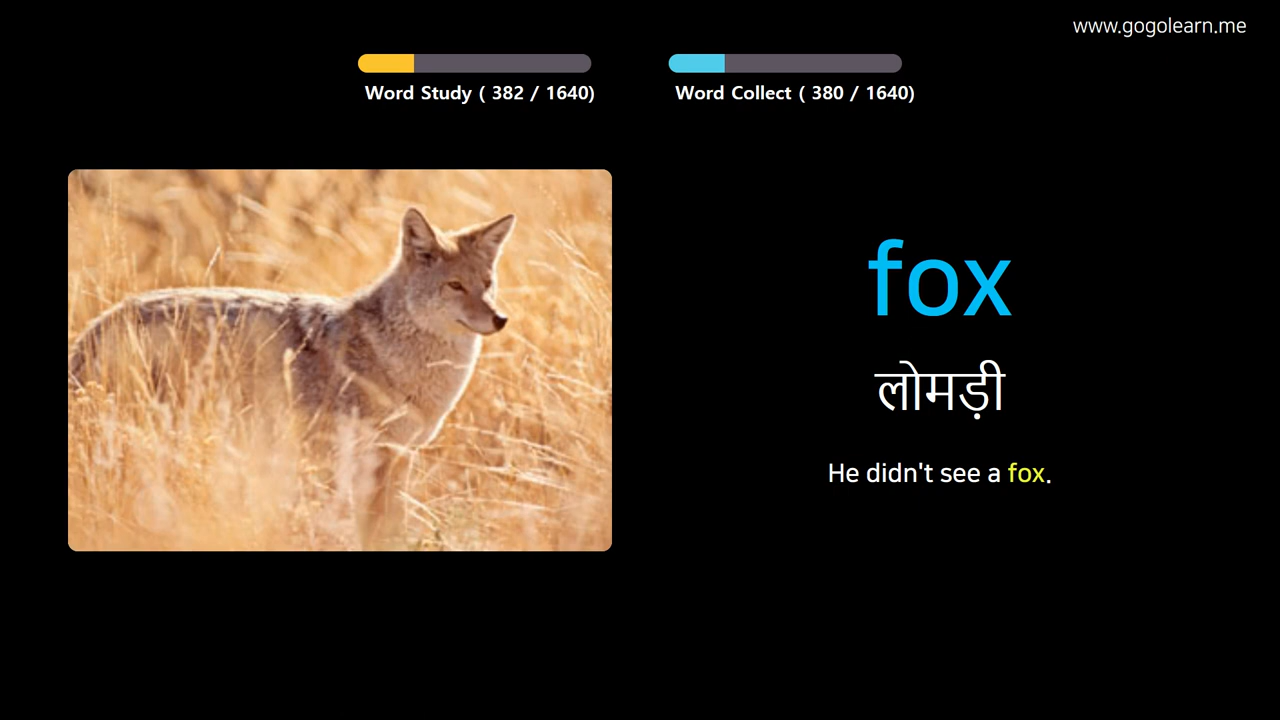 www.gogolearn.me
Word Study ( 382 / 1640)
Word Collect ( 380 / 1640)
fox
लोमड़ी
He didn't see a fox.